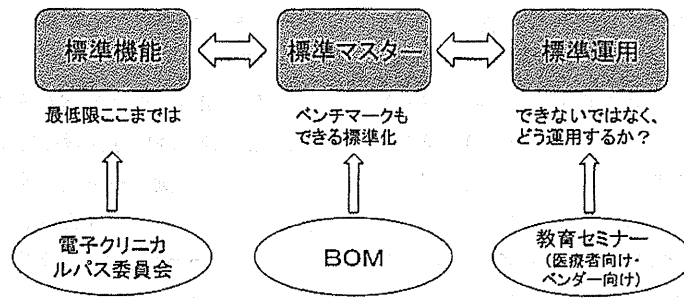 標準機能
標準マスター
標準運用
最低限ここまでは
ベンチマークも
できる標準化
できないではなく、
どう運用するか？
電子クリニカ
ルパス委員会
BOM
教育セミナー
(医療者向け・
ベンダー向け)